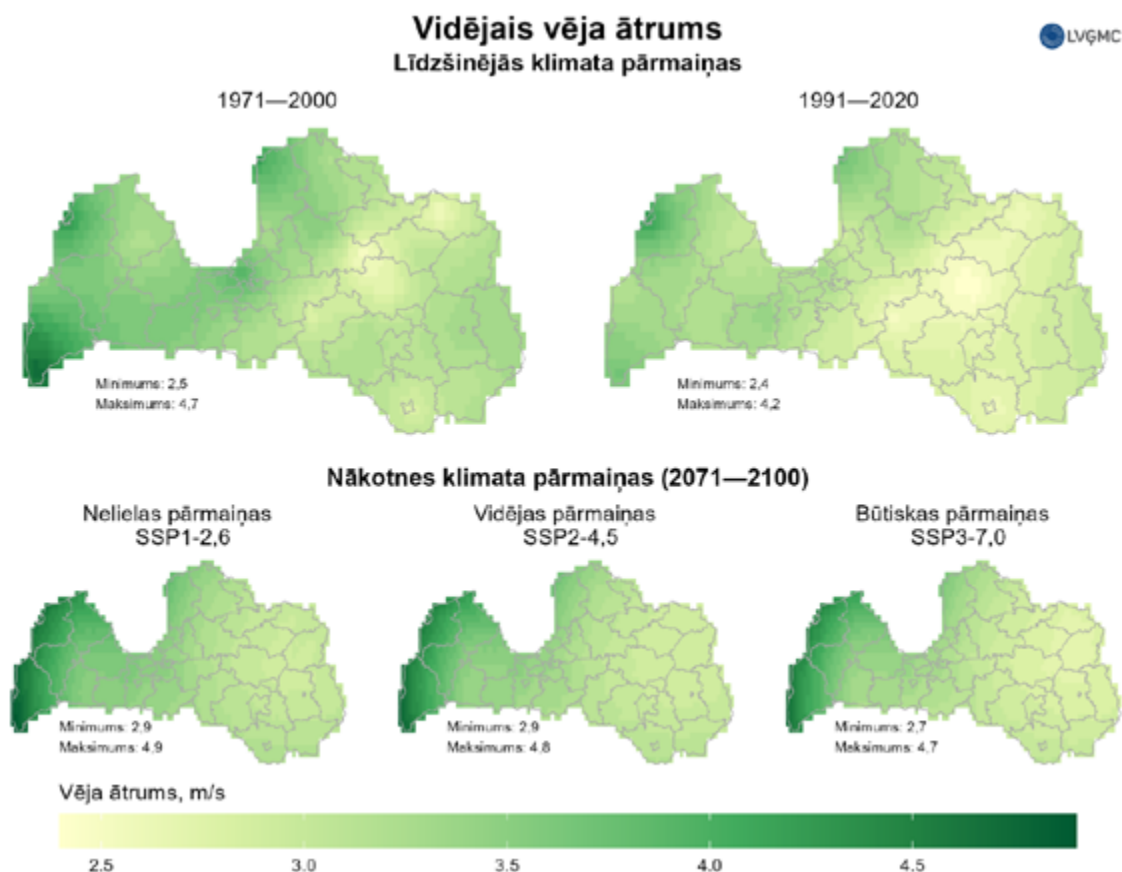 Vidējais vēja ātrums
LVĢMC
Līdzšinējās klimata pārmaiņas
1971—2000
1991—2020
Minimums: 2,5
Maksimums: 4,7
Minimums: 2,4
Maksimums: 4,2
Nākotnes klimata pārmaiņas (2071—2100)
Nelielas pārmaiņas
SSP1-2,6
Vidējas pārmaiņas
SSP2-4,5
Būtiskas pārmaiņas
SSP3-7,0
Minimums: 2,9
Maksimums: 4,9
Minimums: 2,9
Maksimums: 4,8
Minimums: 2,7
Maksimums: 4,7
Vēja ātrums, m/s
2.5 3.0 3.5 4.0 4.5